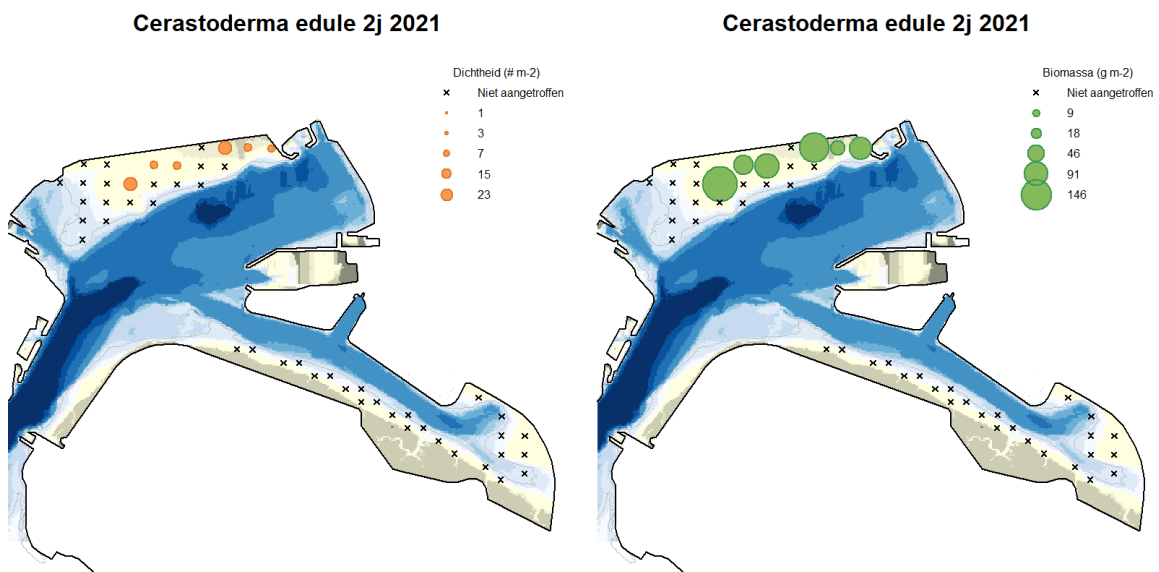 Cerastoderma edule 2j 2021
Dichtheid (# m-2)
Niet aangetroffen
1
3
7
15
23
Cerastoderma edule 2j 2021
Biomassa (g m-2)
Niet aangetroffen
9
18
46
91
146